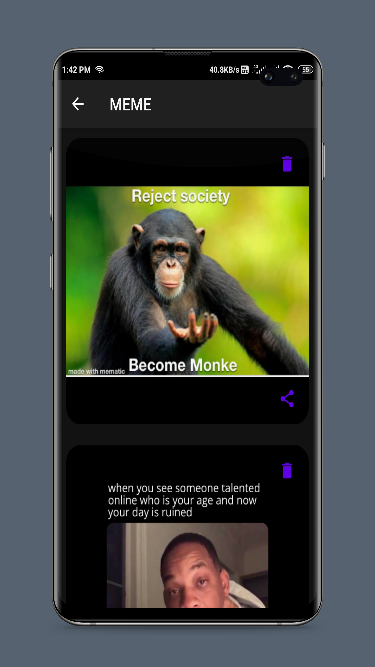 1:42 PM
40.8KB/s
MEME
Reject society
Become Monke
made with mematic
when you see someone talented
online who is your age and now
your day is ruined